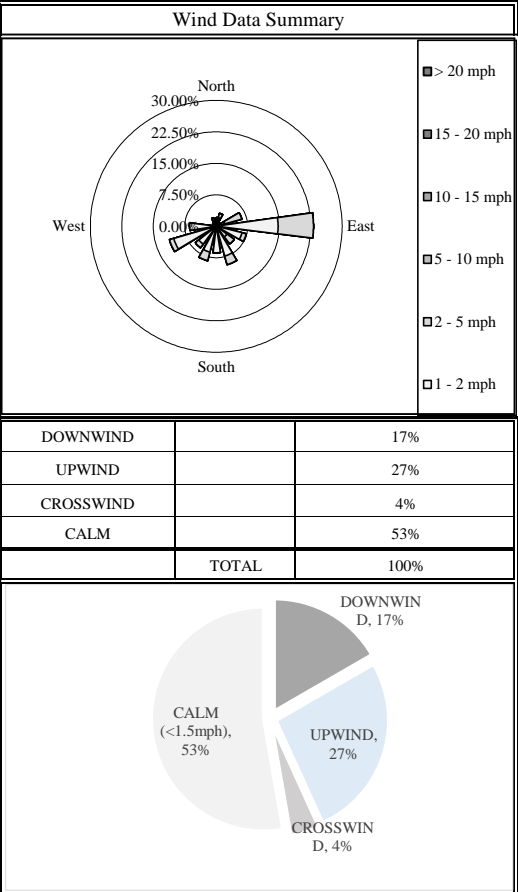 Wind Data Summary
North
30.00%
22.50%
15.00%
7.50%
0.00%
West
East
South
> 20 mph
15 - 20 mph
10 - 15 mph
5 - 10 mph
2 - 5 mph
1 - 2 mph
DOWNWIND 17%
UPWIND 27%
CROSSWIND 4%
CALM 53%
TOTAL 100%
DOWNWIN
D, 17%
UPWIND,
27%
CROSSWIN
D, 4%
CALM
(<1.5mph),
53%